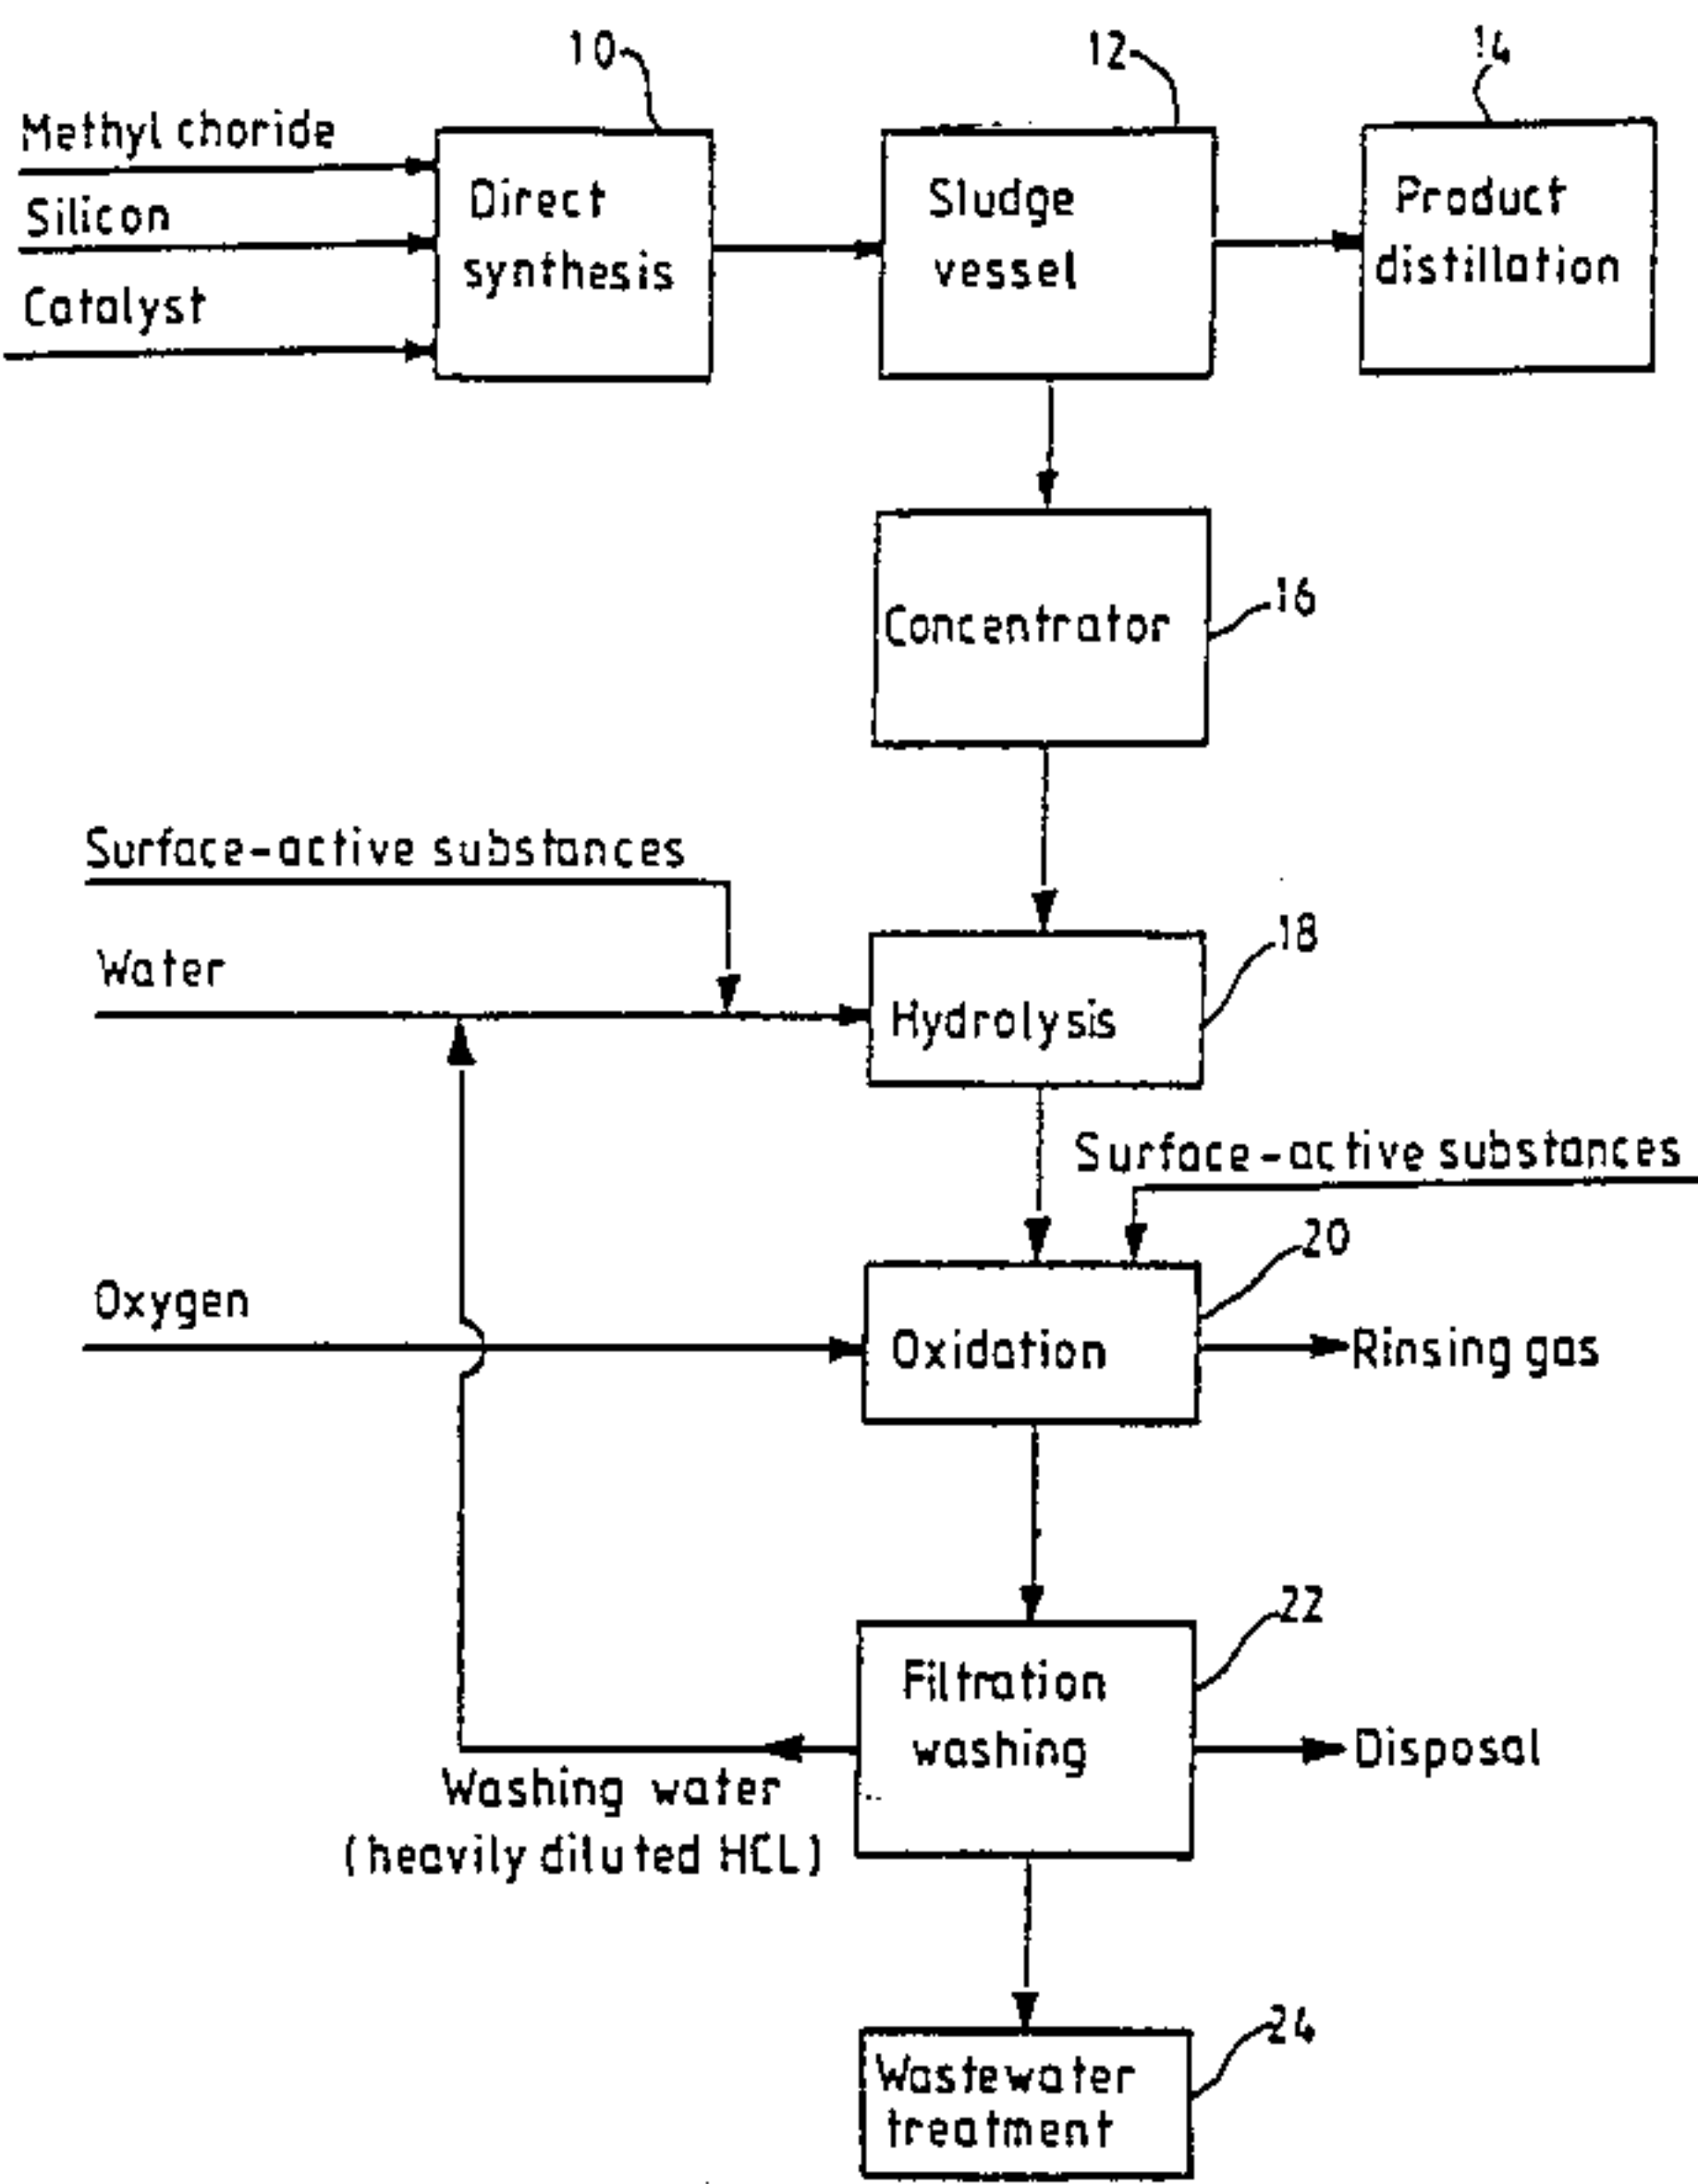 10
12
14
Methyl choride
Silicon
Catalyst
Direct
synthesis
Sludge
vessel
Product
distillation
Concentrator
16
Surface-active substances
Water
Hydrolysis
18
Surface-active substances
20
Oxygen
Oxidation
Rinsing gas
22
Filtration
washing
Disposal
Washing water
(heavily diluted HCL)
24
Wastewater
treatment